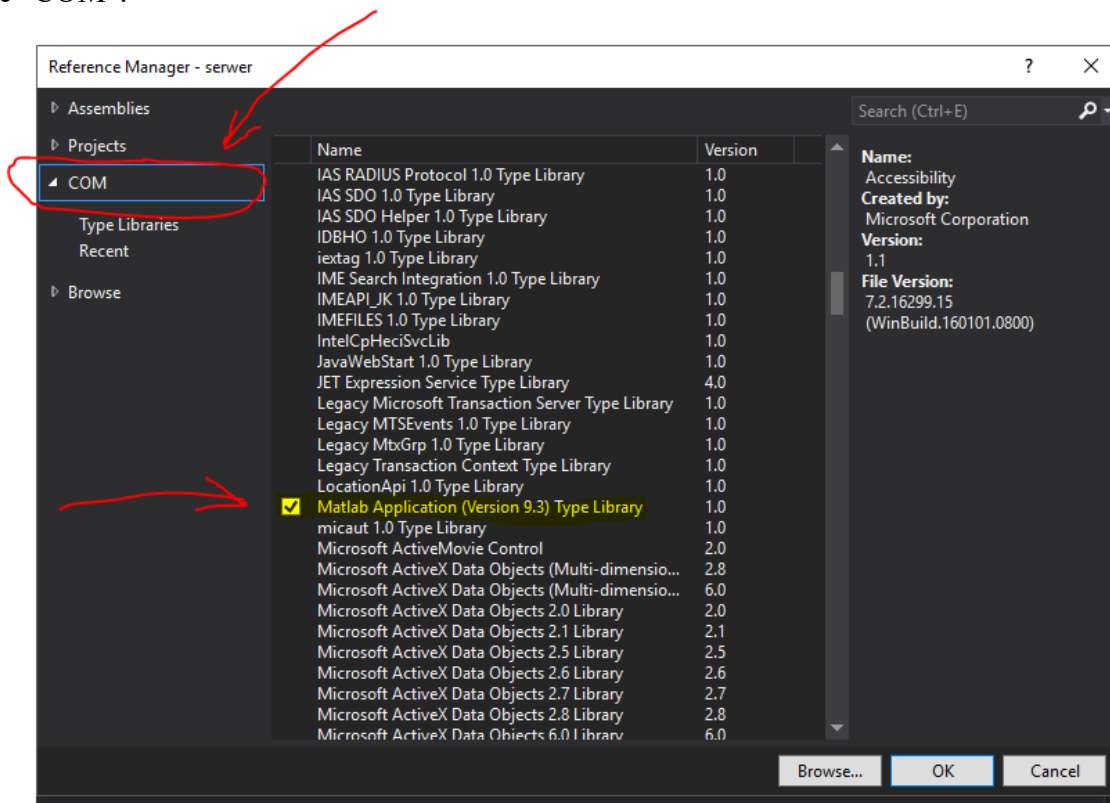 "COM".
Reference Manager - serwer
? ×
Assemblies
Projects
COM
Type Libraries
Recent
Browse
Search (Ctrl+E)
Name Version
IAS RADIUS Protocol 1.0 Type Library 1.0
IAS SDO 1.0 Type Library 1.0
IAS SDO Helper 1.0 Type Library 1.0
IDBHO 1.0 Type Library 1.0
iextag 1.0 Type Library 1.0
IME Search Integration 1.0 Type Library 1.0
IMEAPI_JK 1.0 Type Library 1.0
IMEFILES 1.0 Type Library 1.0
IntelCpHeciSvcLib 1.0
JavaWebStart 1.0 Type Library 1.0
JET Expression Service Type Library 4.0
Legacy Microsoft Transaction Server Type Library 1.0
Legacy MTSEvents 1.0 Type Library 1.0
Legacy MtxGrp 1.0 Type Library 1.0
Legacy Transaction Context Type Library 1.0
LocationApi 1.0 Type Library 1.0
Matlab Application (Version 9.3) Type Library 1.0
micaut 1.0 Type Library 1.0
Microsoft ActiveMovie Control 2.0
Microsoft ActiveX Data Objects (Multi-dimensio... 2.8
Microsoft ActiveX Data Objects (Multi-dimensio... 6.0
Microsoft ActiveX Data Objects 2.0 Library 2.0
Microsoft ActiveX Data Objects 2.1 Library 2.1
Microsoft ActiveX Data Objects 2.5 Library 2.5
Microsoft ActiveX Data Objects 2.6 Library 2.6
Microsoft ActiveX Data Objects 2.7 Library 2.7
Microsoft ActiveX Data Objects 2.8 Library 2.8
Microsoft ActiveX Data Objects 6.0 Library 6.0
Name:
Accessibility
Created by:
Microsoft Corporation
Version:
1.1
File Version:
7.2.16299.15
(WinBuild.160101.0800)
Browse... OK Cancel